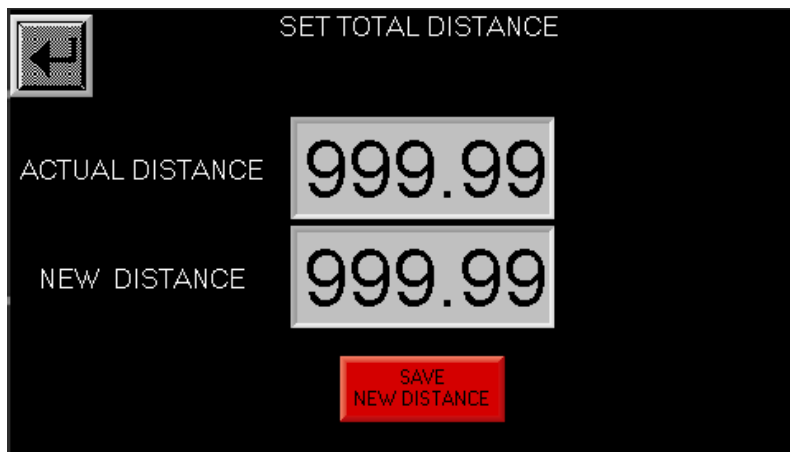 SET TOTAL DISTANCE
ACTUAL DISTANCE 999.99
NEW DISTANCE 999.99
SAVE
NEW DISTANCE